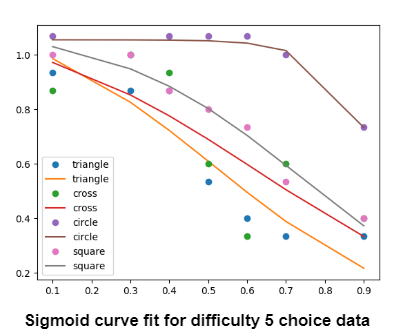 1.0
0.8
0.6
0.4
0.2
triangle
triangle
cross
cross
circle
circle
square
square
0.1 0.2 0.3 0.4 0.5 0.6 0.7 0.8 0.9
Sigmoid curve fit for difficulty 5 choice data